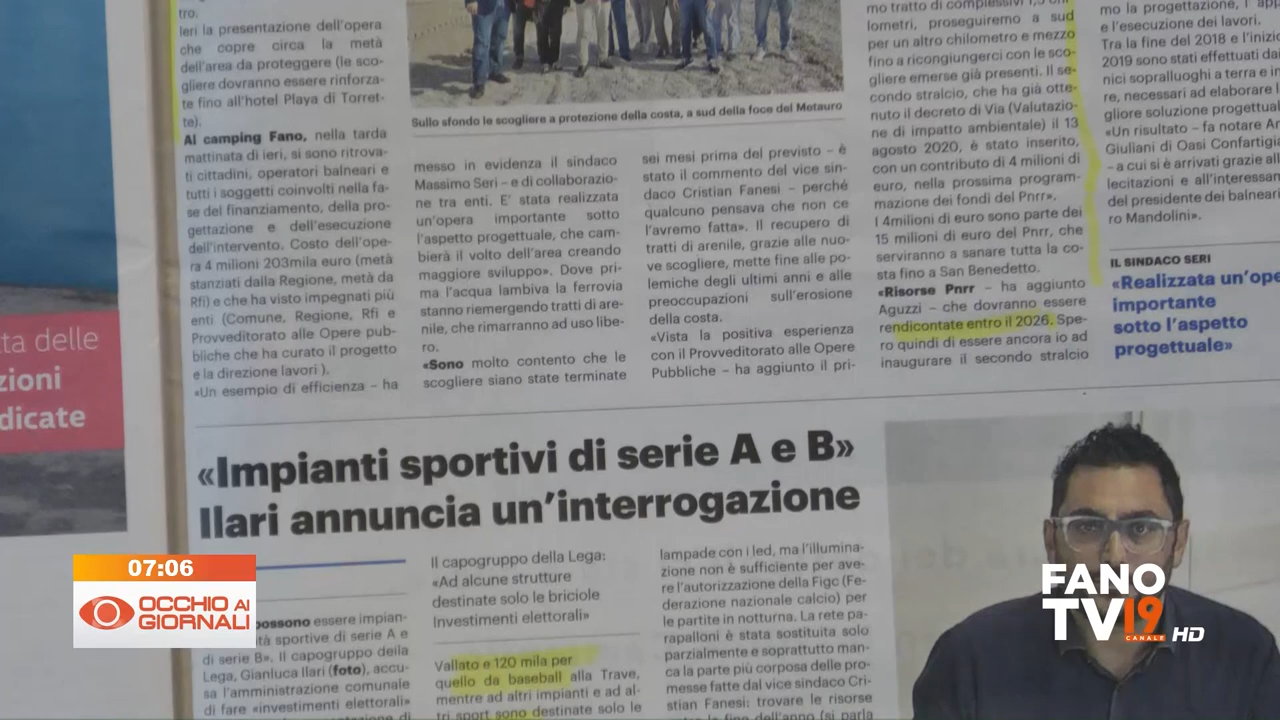 tro.
Ieri la presentazione dell'opera
che copre circa la metà
dell'area da proteggere (le sco-
gliere dovranno essere rinforza-
te fino all'hotel Playa di Torret-
te).
Al camping Fano, nella tarda
mattinata di ieri, si sono ritrova-
ti cittadini, operatori balneari e
tutti i soggetti coinvolti nella fa-
se del finanziamento, della pro-
gettazione e dell'esecuzione
dell'intervento. Costo dell'ope-
ra 4 milioni 203mila euro (metà
stanziati dalla Regione, metà da
Rfi) e che ha visto impegnati più
enti (Comune, Regione, Rfi e
Provveditorato alle Opere pub-
bliche che ha curato il progetto
e la direzione lavori ).
«Un esempio di efficienza – ha
Sullo sfondo le scogliere a protezione della costa, a sud della foce del Metauro
messo in evidenza il sindaco
Massimo Seri – e di collaborazio-
ne tra enti. E' stata realizzata
un'opera importante sotto
l'aspetto progettuale, che cam-
bierà il volto dell'area creando
maggiore sviluppo». Dove pri-
ma l'acqua lambiva la ferrovia
stanno riemergendo tratti di are-
nile, che rimarranno ad uso libe-
ro.
«Sono molto contento che le
scogliere siano state terminate
sei mesi prima del previsto – è
stato il commento del vice sin-
daco Cristian Fanesi – perché
qualcuno pensava che non ce
l'avremo fatta». Il recupero di
tratti di arenile, grazie alle nuo-
ve scogliere, mette fine alle po-
lemiche degli ultimi anni e alle
preoccupazioni sull'erosione
della costa.
«Vista la positiva esperienza
con il Provveditorato alle Opere
Pubbliche – ha aggiunto il pri-
mo tratto di complessivi
lometri, proseguiremo a sud
per un altro chilometro e mezzo
fino a ricongiungerci con le sco-
gliere emerse già presenti. Il se-
condo stralcio, che ha già otte-
nuto il decreto di Via (Valutazio-
ne di impatto ambientale) il 13
agosto 2020, è stato inserito,
con un contributo di 4 milioni di
euro, nella prossima program-
mazione dei fondi del Pnrr».
I 4milioni di euro sono parte dei
15 milioni di euro del Pnrr, che
serviranno a sanare tutta la co-
sta fino a San Benedetto.
«Risorse Pnrr – ha aggiunto
Aguzzi – che dovranno essere
rendicontate entro il 2026. Spe-
ro quindi di essere ancora io ad
inaugurare il secondo stralcio
mo la progettazione, l'app
e l'esecuzione dei lavori.
Tra la fine del 2018 e l'inizio
2019 sono stati effettuati da
nici sopralluoghi a terra e in
re, necessari ad elaborare l
gliore soluzione progettual
«Un risultato – fa notare An
Giuliani di Oasi Confartigia
– a cui si è arrivati grazie all
lecitazioni e all'interessan
del presidente dei balnear
ro Mandolini».
IL SINDACO SERI
«Realizzata un'ope
importante
sotto l'aspetto
progettuale»
ta delle
zioni
dicate
«Impianti sportivi di serie A e B»
Ilari annuncia un'interrogazione
possono essere impian-
ità sportive di serie A e
di serie B». Il capogruppo della
Lega, Gianluca Ilari (foto), accu-
sa l'amministrazione comunale
di fare «investimenti elettorali»
Il capogruppo della Lega:
«Ad alcune strutture
destinate solo le briciole
Investimenti elettorali»
Vallato e 120 mila per
quello da baseball alla Trave,
mentre ad altri impianti e ad al-
tri sport sono destinate solo le
lampade con i led, ma l'illumina-
zione non è sufficiente per ave-
re l'autorizzazione della Figc (Fe-
derazione nazionale calcio) per
le partite in notturna. La rete pa-
rapalloni è stata sostituita solo
parzialmente e soprattutto man-
ca la parte più corposa delle pro-
messe fatte dal vice sindaco Cri-
stian Fanesi: trovare le risorse
07:06
OCCHIO AI
GIORNALI
FANO
TV19
CANALE HD